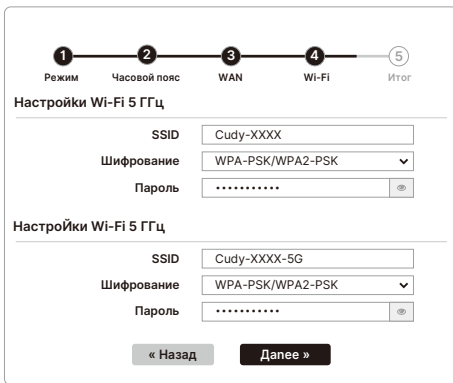 1 2 3 4 5
Режим Часовой пояс WAN Wi-Fi Итог
Настройки Wi-Fi 5 ГГц
SSID Cudy-XXXX
Шифрование WPA-PSK/WPA2-PSK
Пароль •••••••••••
НастроЙки Wi-Fi 5 ГГц
SSID Cudy-XXXX-5G
Шифрование WPA-PSK/WPA2-PSK
Пароль •••••••••••
« Назад Дапее »